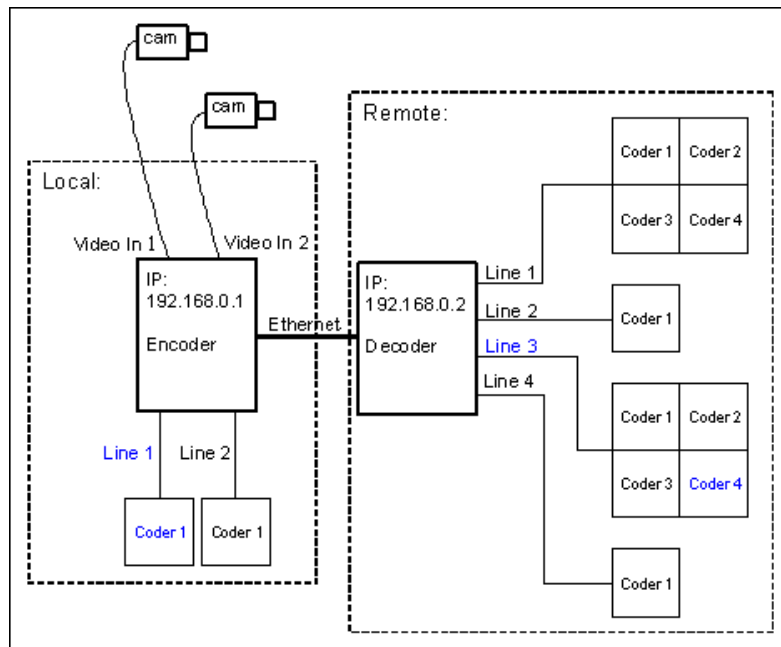 cam
cam
Local:
Remote:
Video In 1
Video In 2
IP:
192.168.0.1
Encoder
Ethernet
IP:
192.168.0.2
Decoder
Line 1
Line 2
Coder 1
Coder 1
Line 1
Coder 1
Coder 2
Coder 3
Coder 4
Line 2
Coder 1
Line 3
Coder 1
Coder 2
Coder 3
Coder 4
Line 4
Coder 1